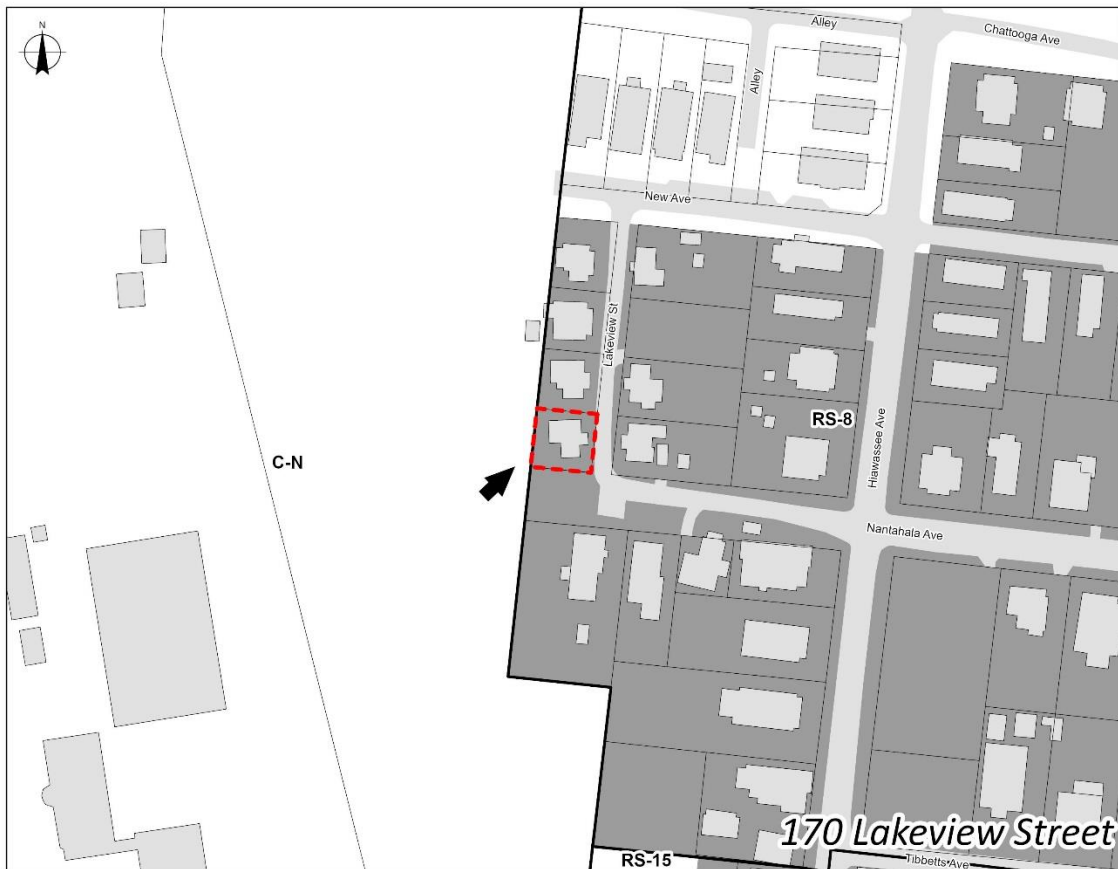 N
Alley
Chattooga Ave
Alley
New Ave
Lakeview St
RS-8
Hiawassee Ave
C-N
Nantahala Ave
170 Lakeview Street
RS-15
Tibbetts Ave